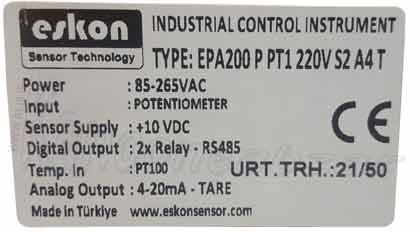 eskon
Sensor Technology
INDUSTRIAL CONTROL INSTRUMENT
TYPE: EPA200 P PT1 220V S2 A4 T
Power : 85-265VAC
Input : POTENTIOMETER
Sensor Supply : +10 VDC
Digital Output : 2x Relay - RS485
Temp. in : PT100
Analog Output : 4-20mA - TARE
CE
URT.TRH.:21/50
Made in Türkiye www.eskonsensor.com